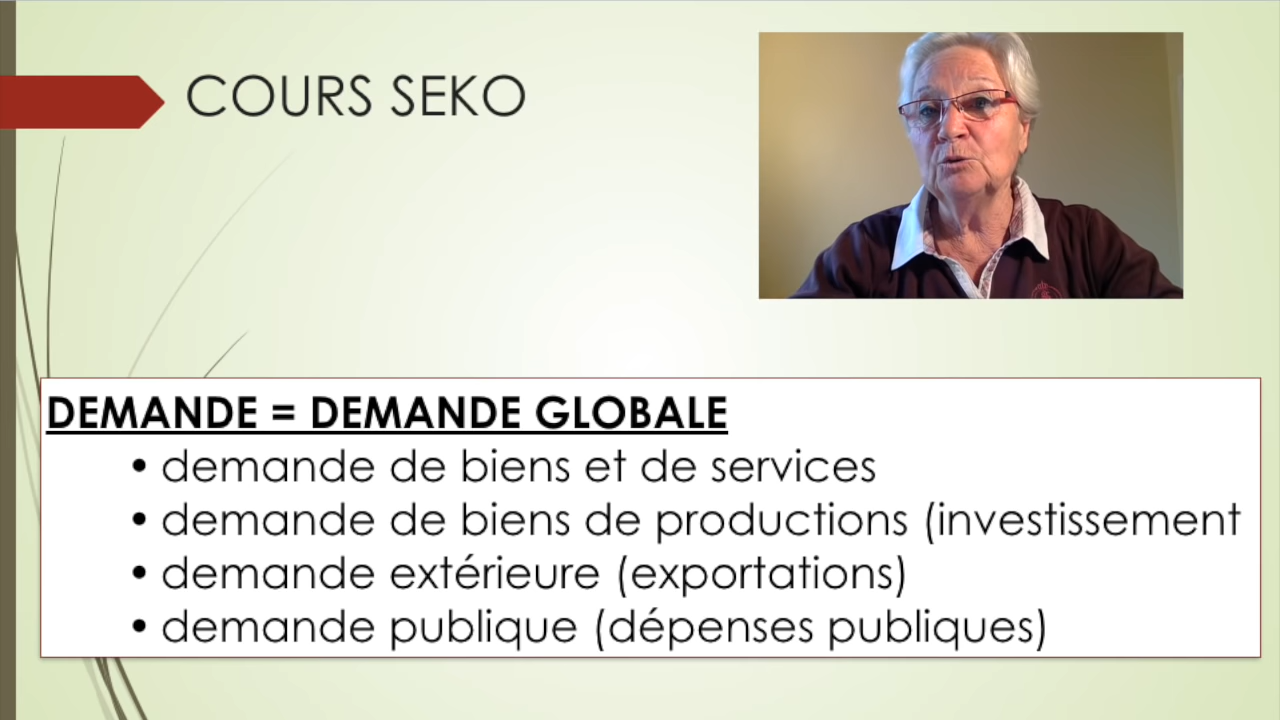 COURS SEKO
DEMANDE = DEMANDE GLOBALE
• demande de biens et de services
• demande de biens de productions (investissement
• demande extérieure (exportations)
• demande publique (dépenses publiques)